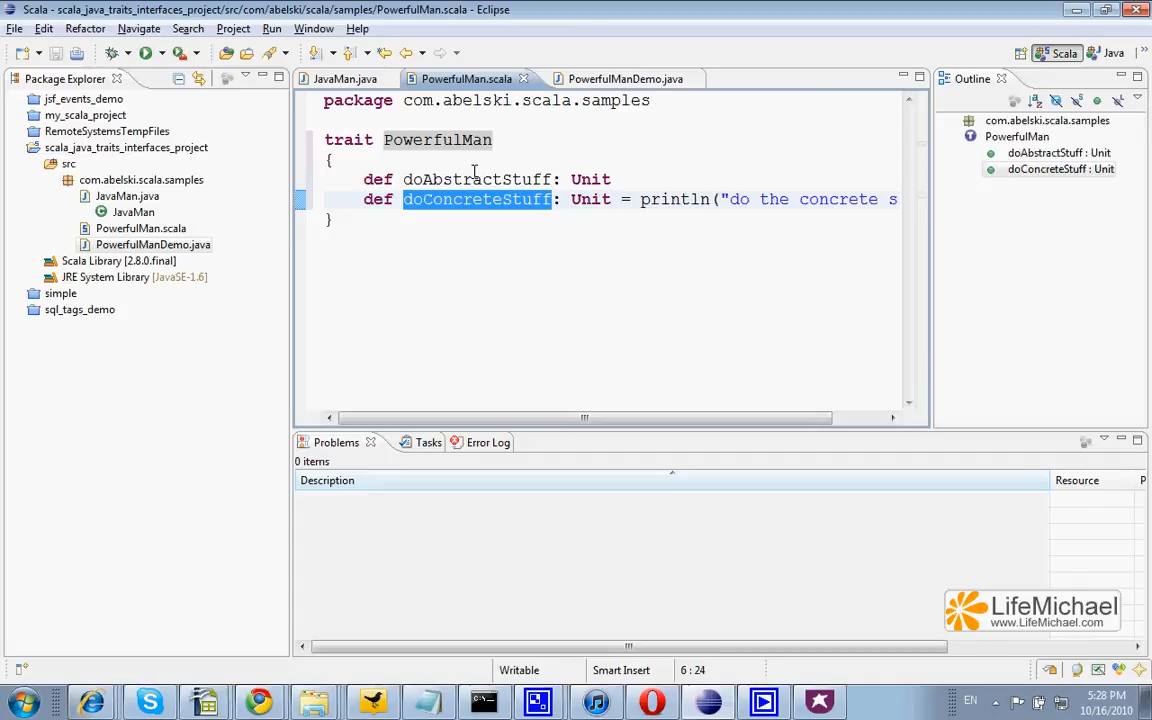 Scala - scala_java_traits_interfaces_project/src/com/abelski/scala/samples/PowerfulMan.scala - Eclipse
File Edit Refactor Navigate Search Project Run Window Help
Scala Java
Package Explorer
jsf_events_demo
my_scala_project
RemoteSystemsTempFiles
scala_java_traits_interfaces_project
src
com.abelski.scala.samples
JavaMan.java
JavaMan
PowerfulMan.scala
PowerfulManDemo.java
Scala Library [2.8.0.final]
JRE System Library [JavaSE-1.6]
simple
sql_tags_demo
JavaMan.java PowerfulMan.scala PowerfulManDemo.java
package com.abelski.scala.samples
trait PowerfulMan
{
def doAbstractStuff: Unit
def doConcreteStuff: Unit = println("do the concrete s
}
Outline
com.abelski.scala.samples
PowerfulMan
doAbstractStuff : Unit
doConcreteStuff : Unit
Problems Tasks Error Log
0 items
Description Resource P
LifeMichael
www.LifeMichael.com
Writable Smart Insert 6 : 24
EN 5:28 PM
10/16/2010